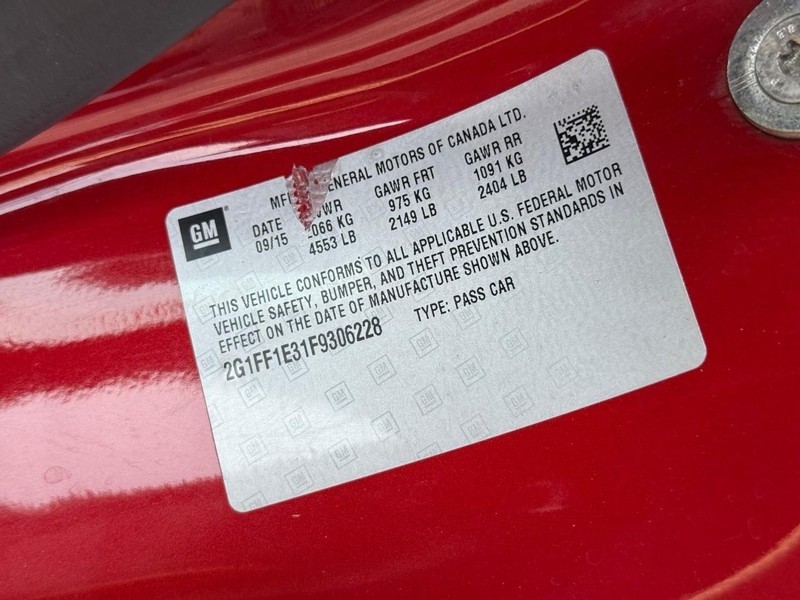 GM
GENERAL MOTORS OF CANADA LTD.
DATE GAWR FRT GAWR RR
09/15 066 KG 975 KG 1091 KG
4553 LB 2149 LB 2404 LB
THIS VEHICLE CONFORMS TO ALL APPLICABLE U.S. FEDERAL MOTOR
VEHICLE SAFETY, BUMPER, AND THEFT PREVENTION STANDARDS IN
EFFECT ON THE DATE OF MANUFACTURE SHOWN ABOVE.
2G1FF1E31F9306228 TYPE: PASS CAR